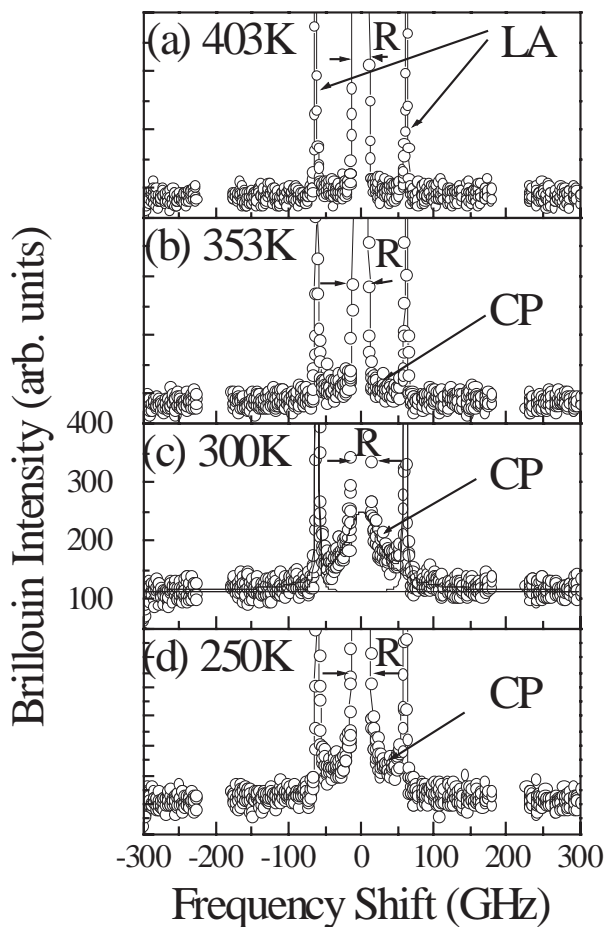 (a) 403K
R
LA
(b) 353K
R
CP
400
(c) 300K
R
300
CP
200
100
(d) 250K
R
CP
Brillouin Intensity (arb. units)
-300 -200 -100 0 100 200 300
Frequency Shift (GHz)